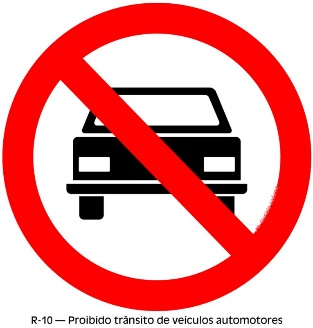 R-10 — Proibido trânsito de veículos automotores